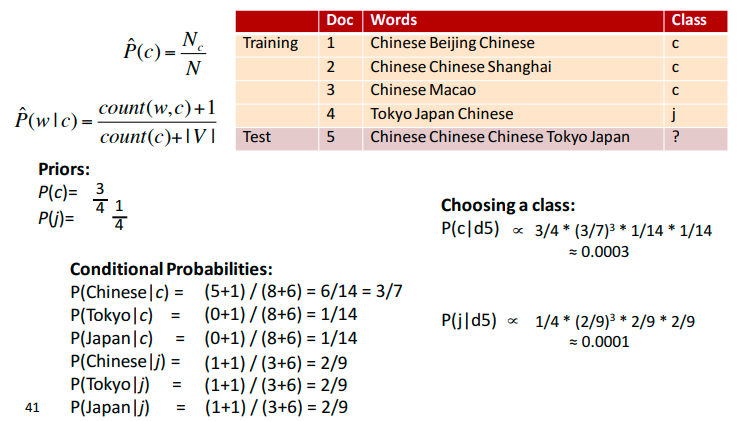 P̂(c) = N_c / N
P̂(w|c) = count(w,c)+1 / count(c)+|V|
Doc Words Class
Training 1 Chinese Beijing Chinese c
2 Chinese Chinese Shanghai c
3 Chinese Macao c
4 Tokyo Japan Chinese j
Test 5 Chinese Chinese Chinese Tokyo Japan ?
Priors:
P(c)= 3/4
P(j)= 1/4
Conditional Probabilities:
P(Chinese|c) = (5+1) / (8+6) = 6/14 = 3/7
P(Tokyo|c) = (0+1) / (8+6) = 1/14
P(Japan|c) = (0+1) / (8+6) = 1/14
P(Chinese|j) = (1+1) / (3+6) = 2/9
P(Tokyo|j) = (1+1) / (3+6) = 2/9
P(Japan|j) = (1+1) / (3+6) = 2/9
Choosing a class:
P(c|d5) ∝ 3/4 * (3/7)³ * 1/14 * 1/14
≈ 0.0003
P(j|d5) ∝ 1/4 * (2/9)³ * 2/9 * 2/9
≈ 0.0001
41